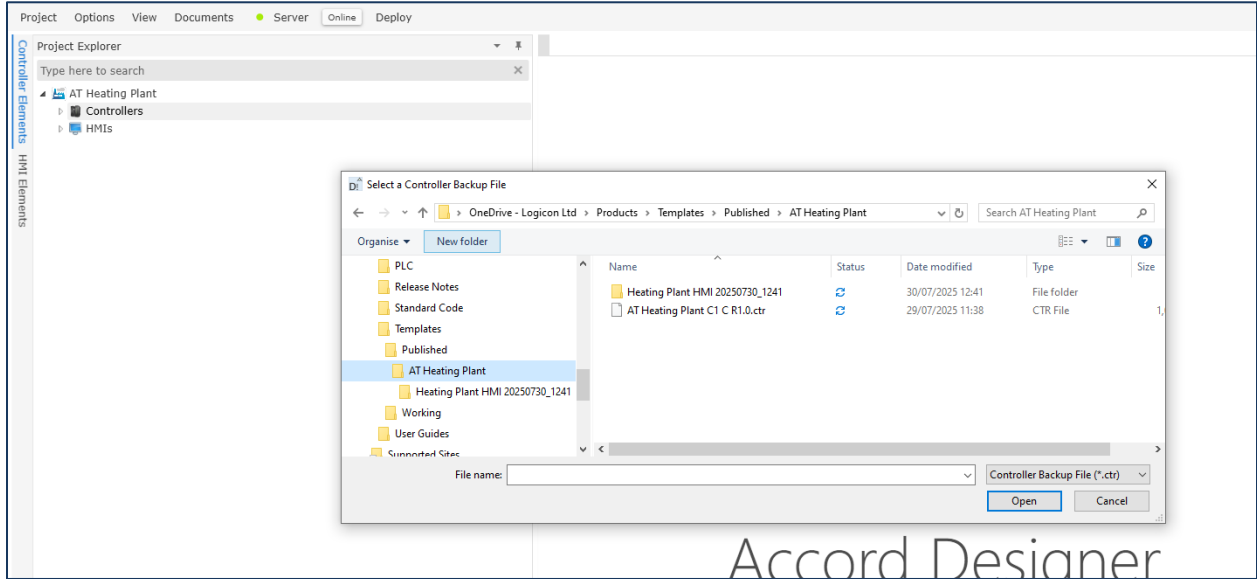 Project Options View Documents Server Online Deploy
Controller Elements
HMI Elements
Project Explorer
Type here to search
AT Heating Plant
Controllers
HMIs
D! Select a Controller Backup File
OneDrive - Logicon Ltd > Products > Templates > Published > AT Heating Plant
Search AT Heating Plant
Organise
New folder
PLC
Release Notes
Standard Code
Templates
Published
AT Heating Plant
Heating Plant HMI 20250730_1241
Working
User Guides
Supported Sites
Name Status Date modified Type Size
Heating Plant HMI 20250730_1241 30/07/2025 12:41 File folder
AT Heating Plant C1 C R1.0.ctr 29/07/2025 11:38 CTR File 1,
File name:
Controller Backup File (*.ctr)
Open Cancel
Accord Designer